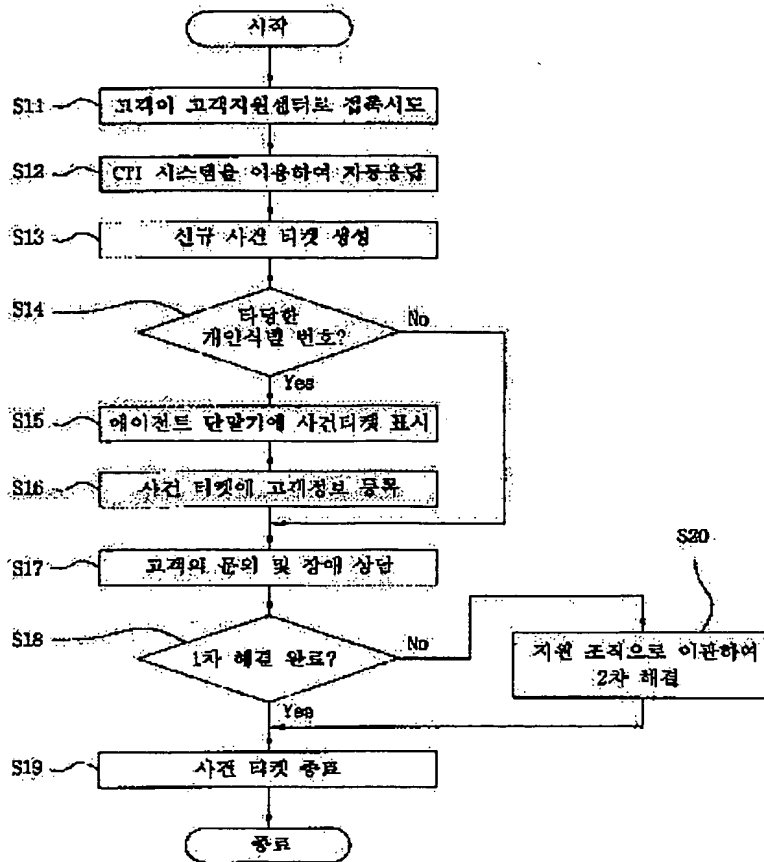 시작
S11
고객이 고객지원센터로 접촉시도
S12
CTI 시스템을 이용하여 자동응답
S13
신규 사건 티켓 생성
S14
타당한
개인식별 번호?
No
Yes
S15
에이전트 단말기에 사건티켓 표시
S16
사건 티켓에 고객정보 등록
S17
고객의 문의 및 장애 상담
S18
1차 해결 완료?
No
S20
지원 조직으로 이관하여
2차 해결
Yes
S19
사건 티켓 종료
종료